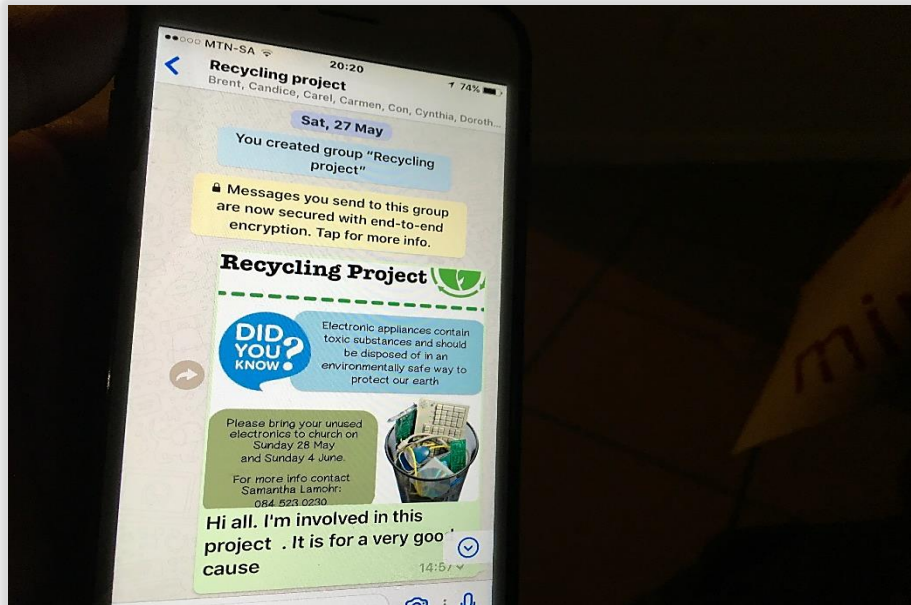 MTN-SA 20:20 74%
Recycling project
Brent, Candice, Carel, Carmen, Con, Cynthia, Doroth...
Sat, 27 May
You created group "Recycling
project"
Messages you send to this group
are now secured with end-to-end
encryption. Tap for more info.
Recycling Project
DID
YOU
KNOW?
Electronic appliances contain
toxic substances and should
be disposed of in an
environmentally safe way to
protect our earth
Please bring your unused
electronics to church on
Sunday 28 May
and Sunday 4 June.
For more info contact
Samantha Lamohr:
084 523 0230
Hi all. I'm involved in this
project . It is for a very
cause